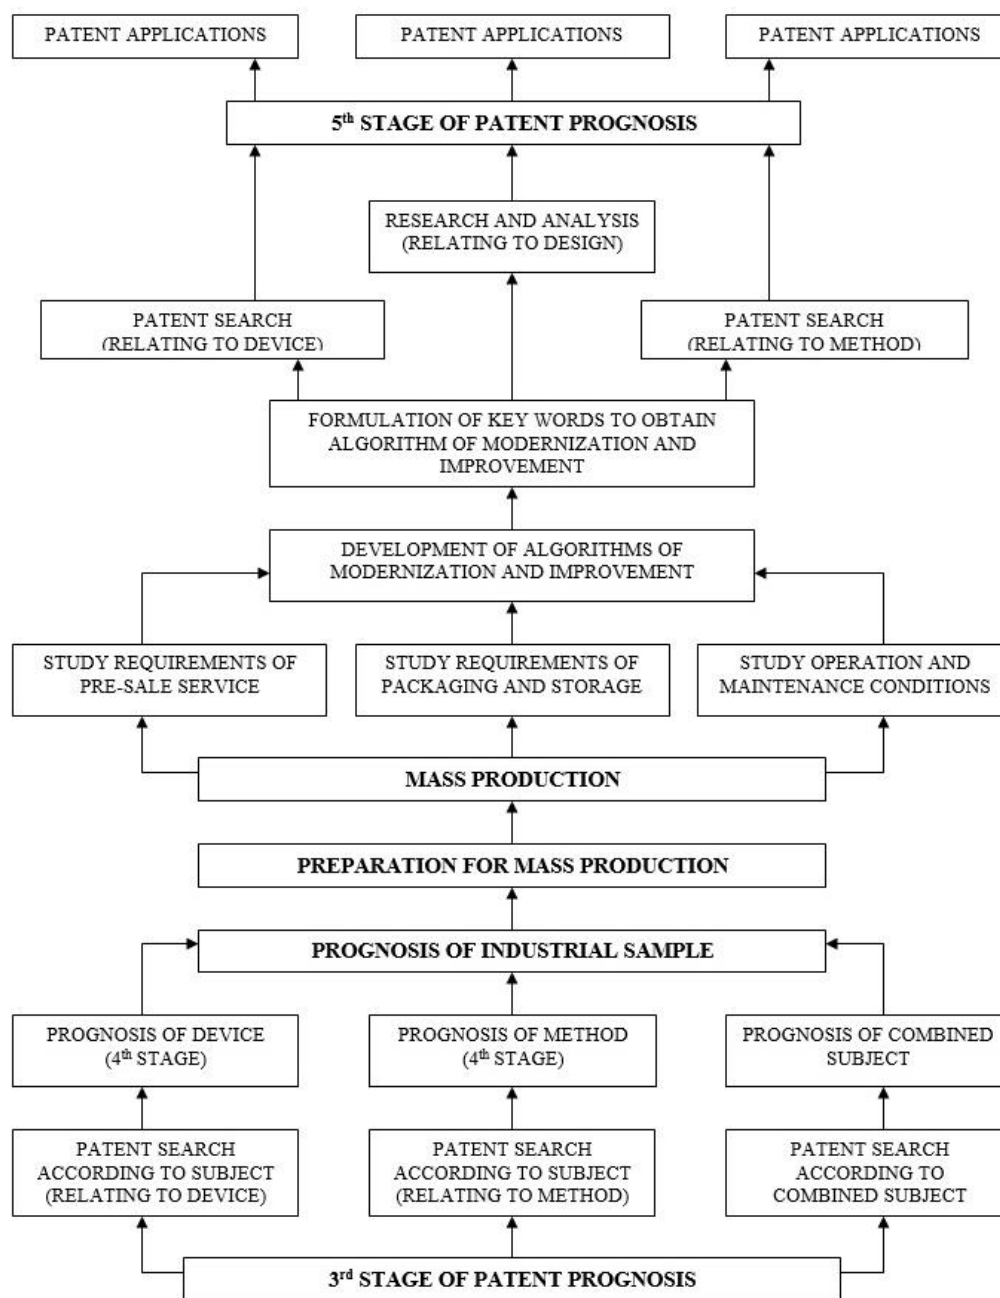 PATENT APPLICATIONS
PATENT APPLICATIONS
PATENT APPLICATIONS
5th STAGE OF PATENT PROGNOSIS
RESEARCH AND ANALYSIS
(RELATING TO DESIGN)
PATENT SEARCH
(RELATING TO DEVICE)
PATENT SEARCH
(RELATING TO METHOD)
FORMULATION OF KEY WORDS TO OBTAIN
ALGORITHM OF MODERNIZATION AND
IMPROVEMENT
DEVELOPMENT OF ALGORITHMS OF
MODERNIZATION AND IMPROVEMENT
STUDY REQUIREMENTS OF
PRE-SALE SERVICE
STUDY REQUIREMENTS OF
PACKAGING AND STORAGE
STUDY OPERATION AND
MAINTENANCE CONDITIONS
MASS PRODUCTION
PREPARATION FOR MASS PRODUCTION
PROGNOSIS OF INDUSTRIAL SAMPLE
PROGNOSIS OF DEVICE
(4th STAGE)
PROGNOSIS OF METHOD
(4th STAGE)
PROGNOSIS OF COMBINED
SUBJECT
PATENT SEARCH
ACCORDING TO SUBJECT
(RELATING TO DEVICE)
PATENT SEARCH
ACCORDING TO SUBJECT
(RELATING TO METHOD)
PATENT SEARCH
ACCORDING TO
COMBINED SUBJECT
3rd STAGE OF PATENT PROGNOSIS